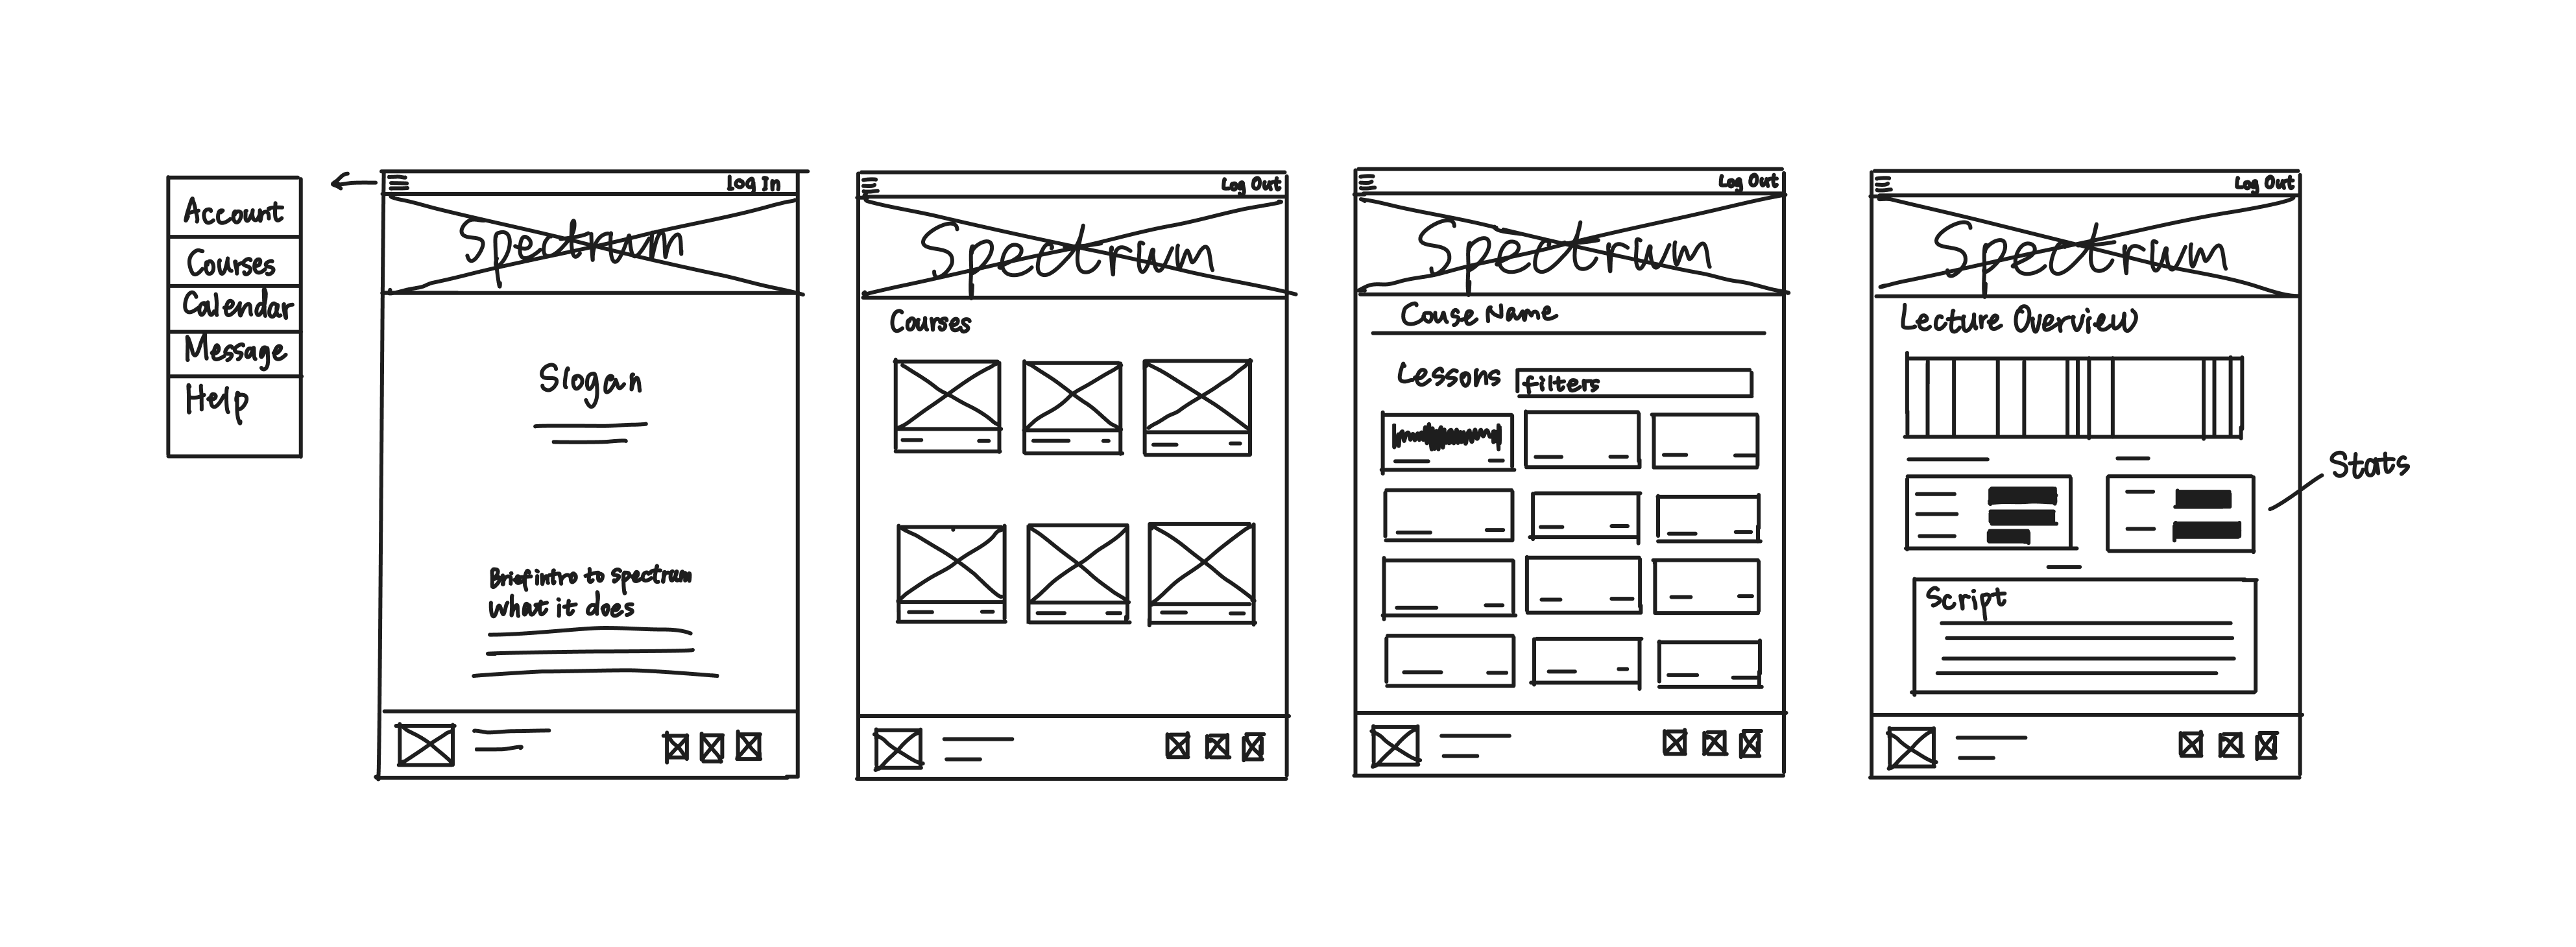 Account
Courses
Calendar
Message
Help
Log In
Spectrum
Slogan
Brief intro to spectrum
what it does
Log Out
Spectrum
Courses
Log Out
Spectrum
Couse Name
Lessons
filters
Log Out
Spectrum
Lecture Overview
Stats
Script